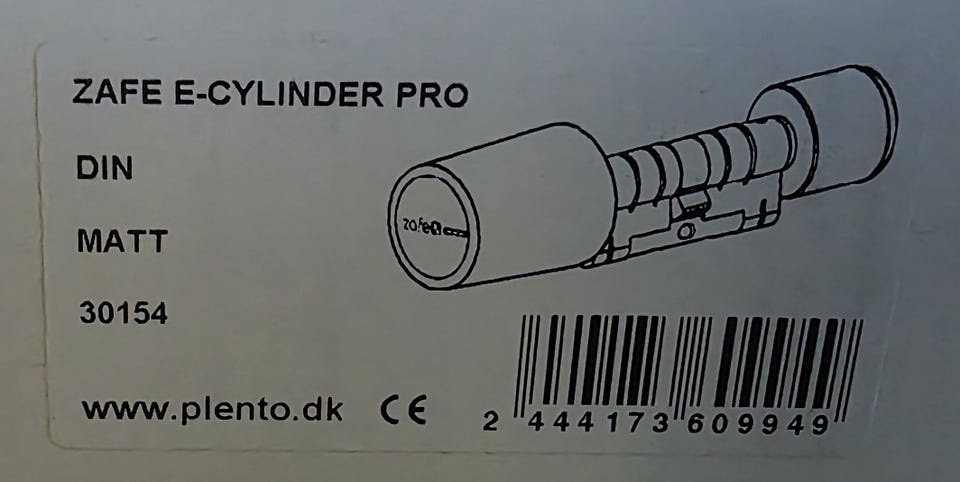 ZAFE E-CYLINDER PRO
DIN
zafe
MATT
30154
www.plento.dk CE
2 444173 609949